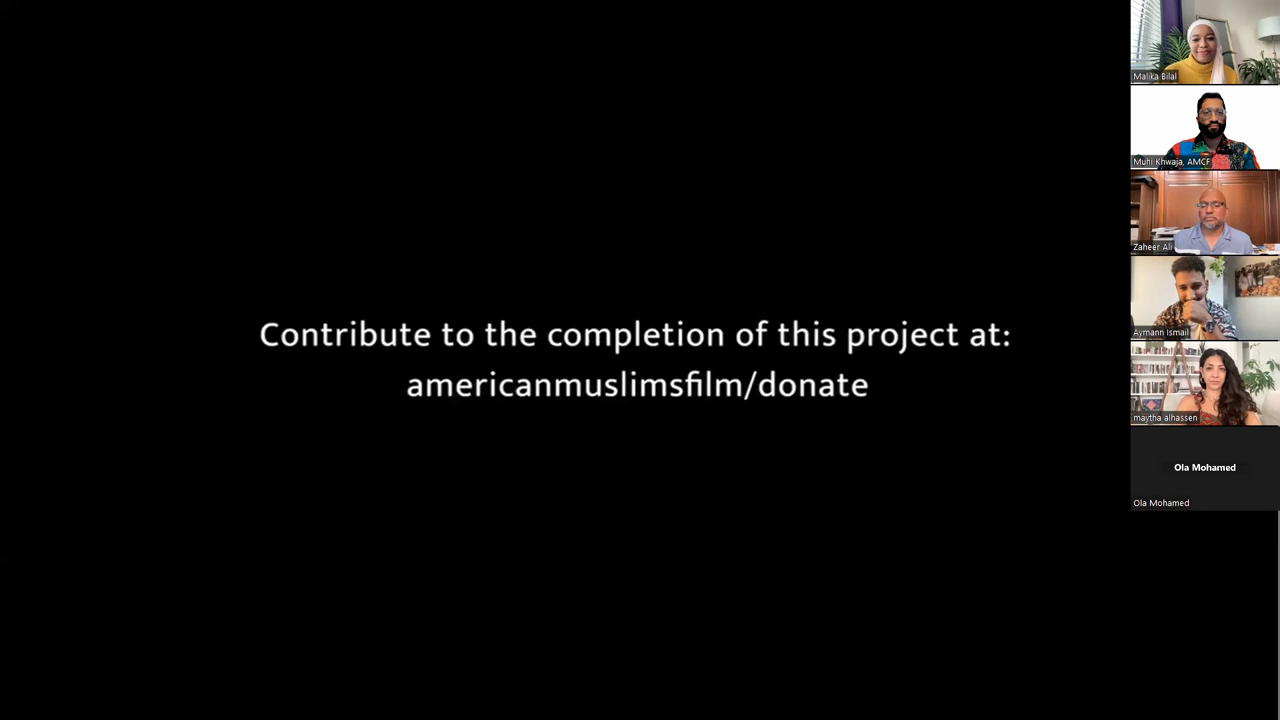 Contribute to the completion of this project at:
americanmuslimsfilm/donate
Malika Bilal
Muhi Khwaja, AMCF
Zaheer Ali
Aymann Ismail
maytha alhassen
Ola Mohamed
Ola Mohamed